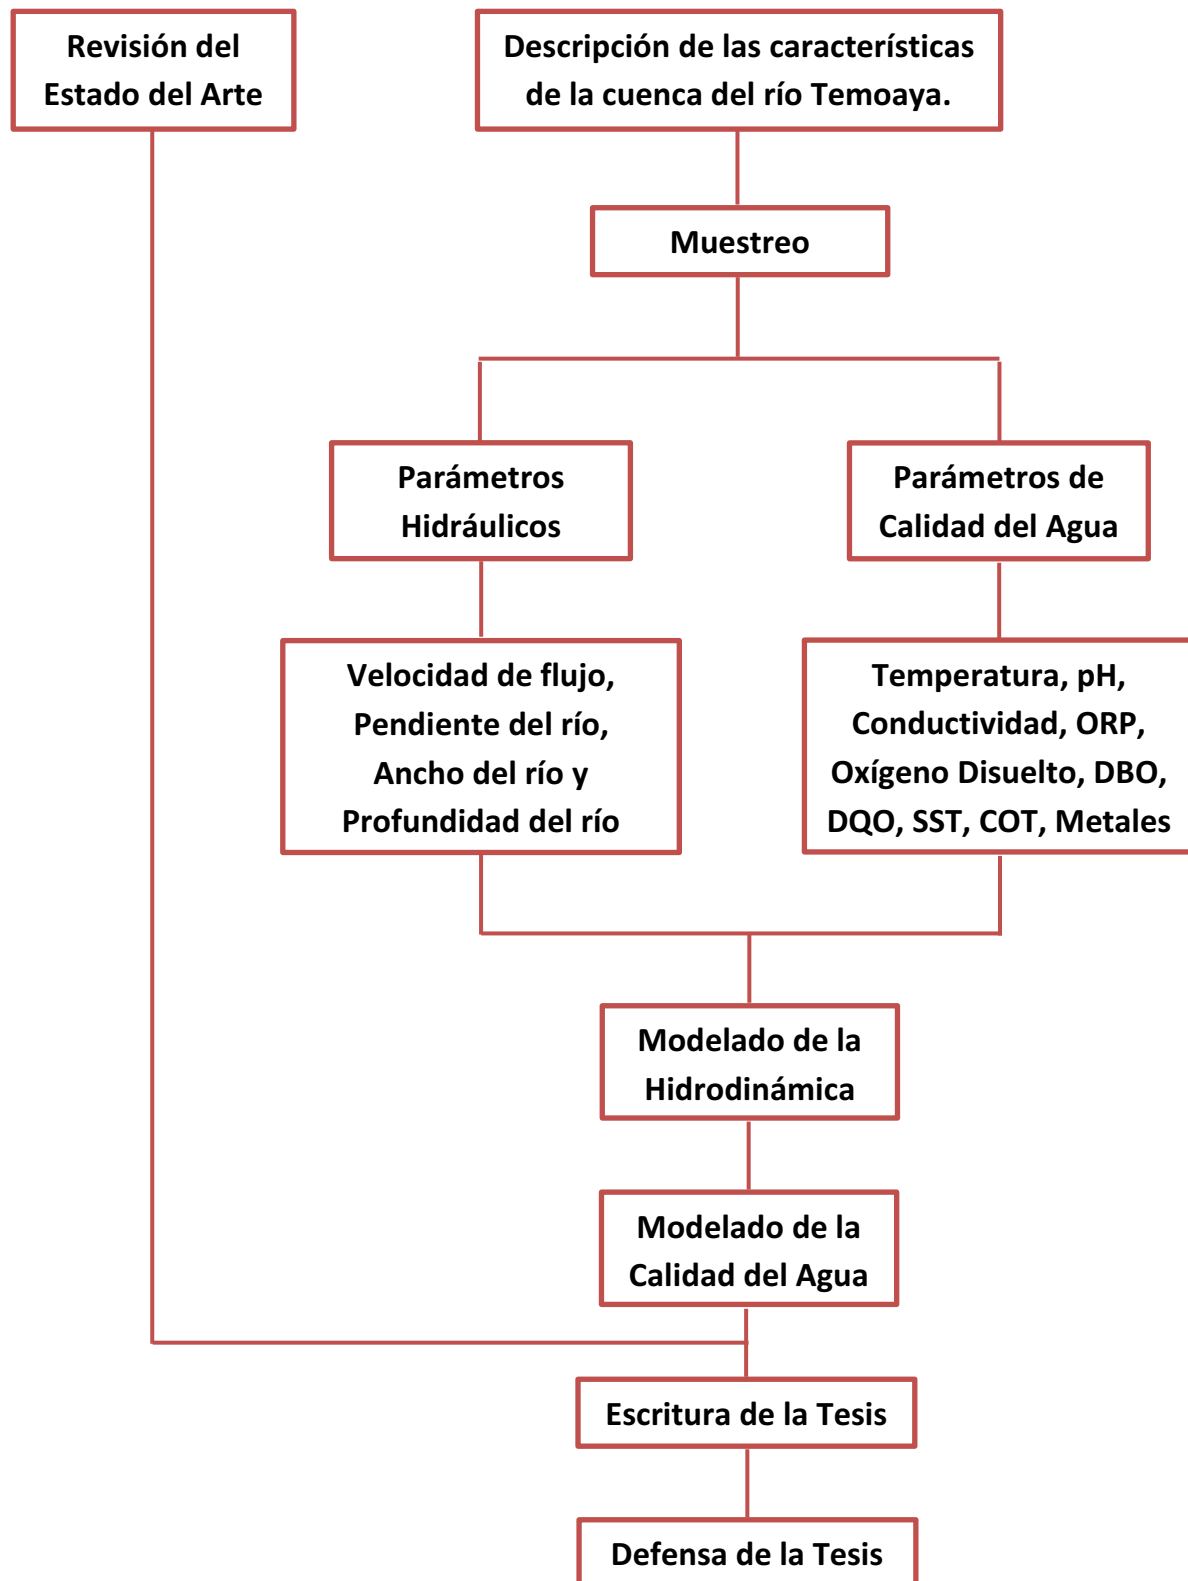 Revisión del
Estado del Arte
Descripción de las características
de la cuenca del río Temoaya.
Muestreo
Parámetros
Hidráulicos
Parámetros de
Calidad del Agua
Velocidad de flujo,
Pendiente del río,
Ancho del río y
Profundidad del río
Temperatura, pH,
Conductividad, ORP,
Oxígeno Disuelto, DBO,
DQO, SST, COT, Metales
Modelado de la
Hidrodinámica
Modelado de la
Calidad del Agua
Escritura de la Tesis
Defensa de la Tesis